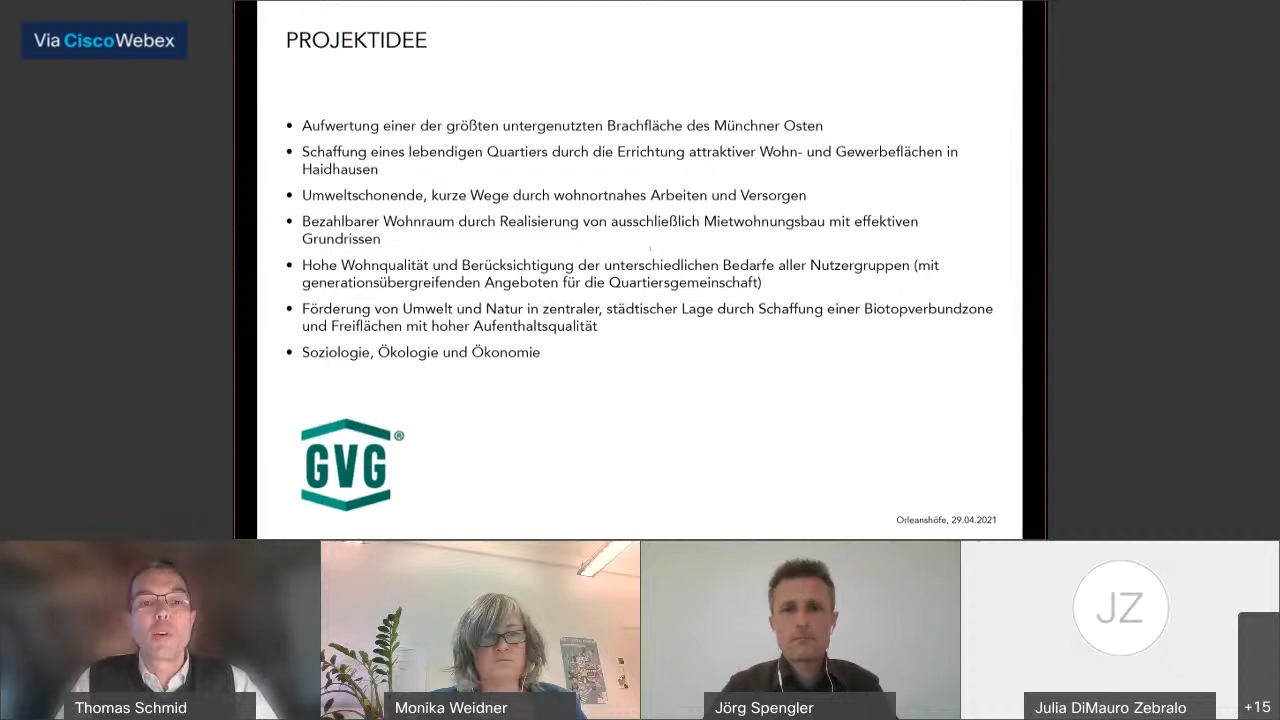 Via Cisco Webex
PROJEKTIDEE
• Aufwertung einer der größten untergenutzten Brachfläche des Münchner Osten
• Schaffung eines lebendigen Quartiers durch die Errichtung attraktiver Wohn- und Gewerbeflächen in
Haidhausen
• Umweltschonende, kurze Wege durch wohnortnahes Arbeiten und Versorgen
• Bezahlbarer Wohnraum durch Realisierung von ausschließlich Mietwohnungsbau mit effektiven
Grundrissen
• Hohe Wohnqualität und Berücksichtigung der unterschiedlichen Bedarfe aller Nutzergruppen (mit
generationsübergreifenden Angeboten für die Quartiersgemeinschaft)
• Förderung von Umwelt und Natur in zentraler, städtischer Lage durch Schaffung einer Biotopverbundzone
und Freiflächen mit hoher Aufenthaltsqualität
• Soziologie, Ökologie und Ökonomie
GVG®
Orleanshöfe, 29.04.2021
JZ
Thomas Schmid
Monika Weidner
Jörg Spengler
Julia DiMauro Zebralo
+15